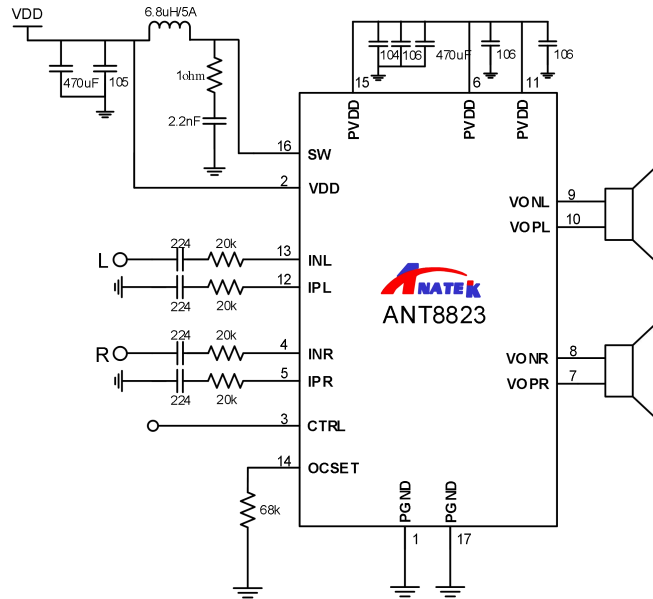 VDD
6.8uH/5A
470uF
105
1ohm
2.2nF
104
106
470uF
106
106
15
6
11
PVDD
PVDD
PVDD
16
SW
2
VDD
VONL
9
VOPL
10
L
224
20k
13
INL
12
IPL
224
20k
ANATEK
ANT8823
R
224
20k
4
INR
5
IPR
224
20k
VONR
8
VOPR
7
3
CTRL
14
OCSET
68k
PGND
PGND
1
17